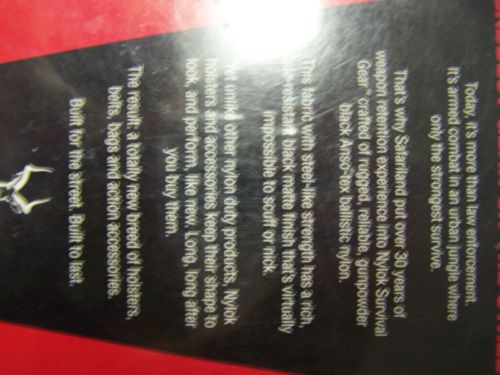 Today, it's more than law enforcement.
It's armed combat in an urban jungle where
only the strongest survive.
That's why Safariland put over 30 years of
weapon retention experience into Nylok Survival
Gear® crafted of rugged, reliable, gunpowder
black Anso-tex ballistic nylon.
This fabric with steel-like strength has a rich,
black matte finish that's virtually
impossible to scuff or nick.
Yet unlike other nylon duty products, Nylok
holsters and accessories keep their shape to
look, and perform, like new. Long, long after
you buy them.
The result: a totally new breed of holsters,
belts, bags and action accessories.
Built for the street. Built to last.